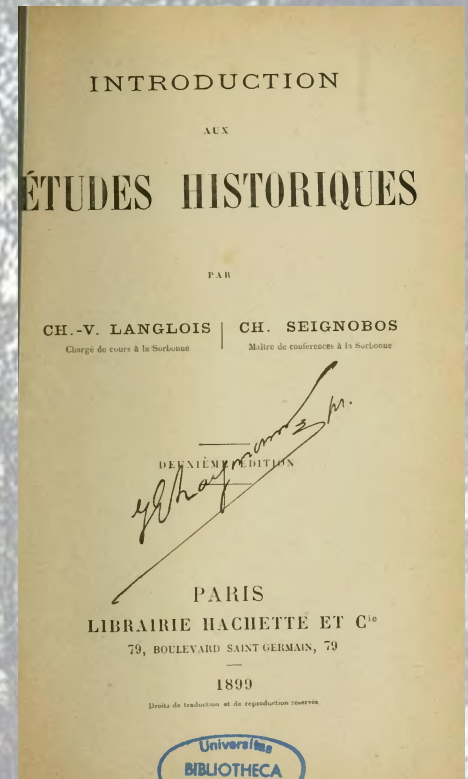 INTRODUCTION
AUX
ÉTUDES HISTORIQUES
PAR
CH.-V. LANGLOIS | CH. SEIGNOBOS
Chargé de cours à la Sorbonne Maître de conférences à la Sorbonne
DEUXIÈME ÉDITION
PARIS
LIBRAIRIE HACHETTE ET Cie
79, BOULEVARD SAINT GERMAIN, 79
1899
Droits de traduction et de reproduction réservés
Universitas
BIBLIOTHECA